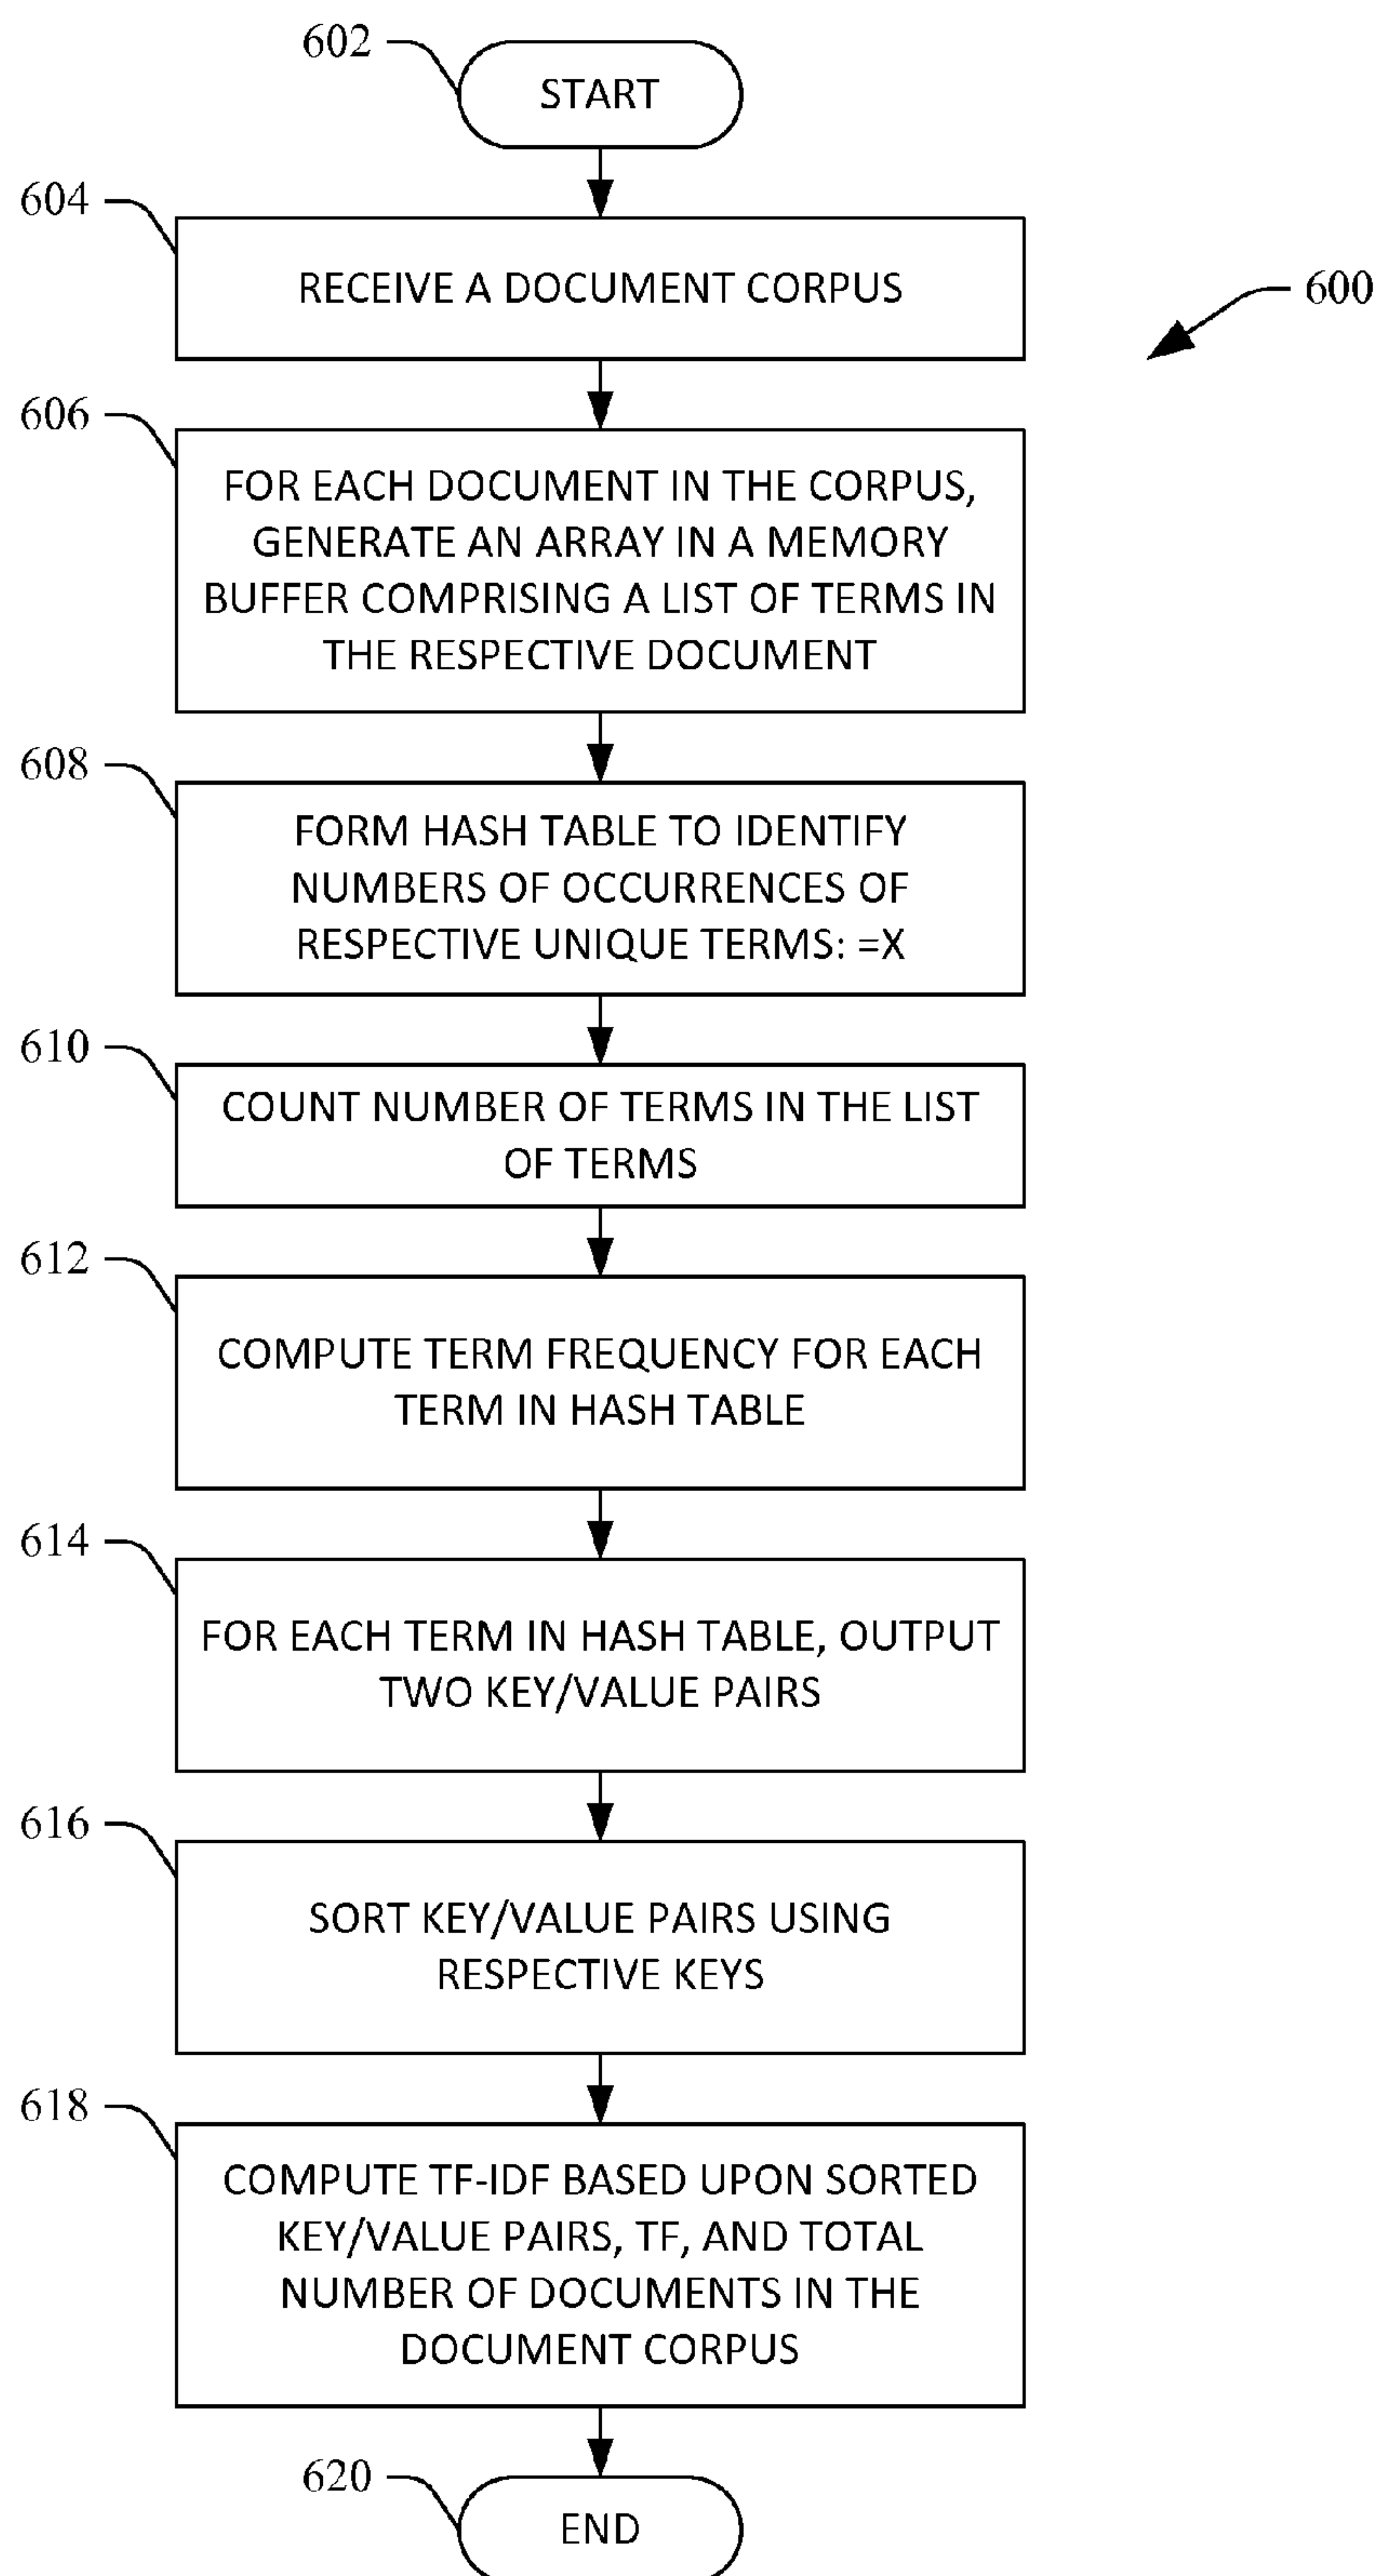 602
START
604
RECEIVE A DOCUMENT CORPUS
600
606
FOR EACH DOCUMENT IN THE CORPUS,
GENERATE AN ARRAY IN A MEMORY
BUFFER COMPRISING A LIST OF TERMS IN
THE RESPECTIVE DOCUMENT
608
FORM HASH TABLE TO IDENTIFY
NUMBERS OF OCCURRENCES OF
RESPECTIVE UNIQUE TERMS: =X
610
COUNT NUMBER OF TERMS IN THE LIST
OF TERMS
612
COMPUTE TERM FREQUENCY FOR EACH
TERM IN HASH TABLE
614
FOR EACH TERM IN HASH TABLE, OUTPUT
TWO KEY/VALUE PAIRS
616
SORT KEY/VALUE PAIRS USING
RESPECTIVE KEYS
618
COMPUTE TF-IDF BASED UPON SORTED
KEY/VALUE PAIRS, TF, AND TOTAL
NUMBER OF DOCUMENTS IN THE
DOCUMENT CORPUS
620
END